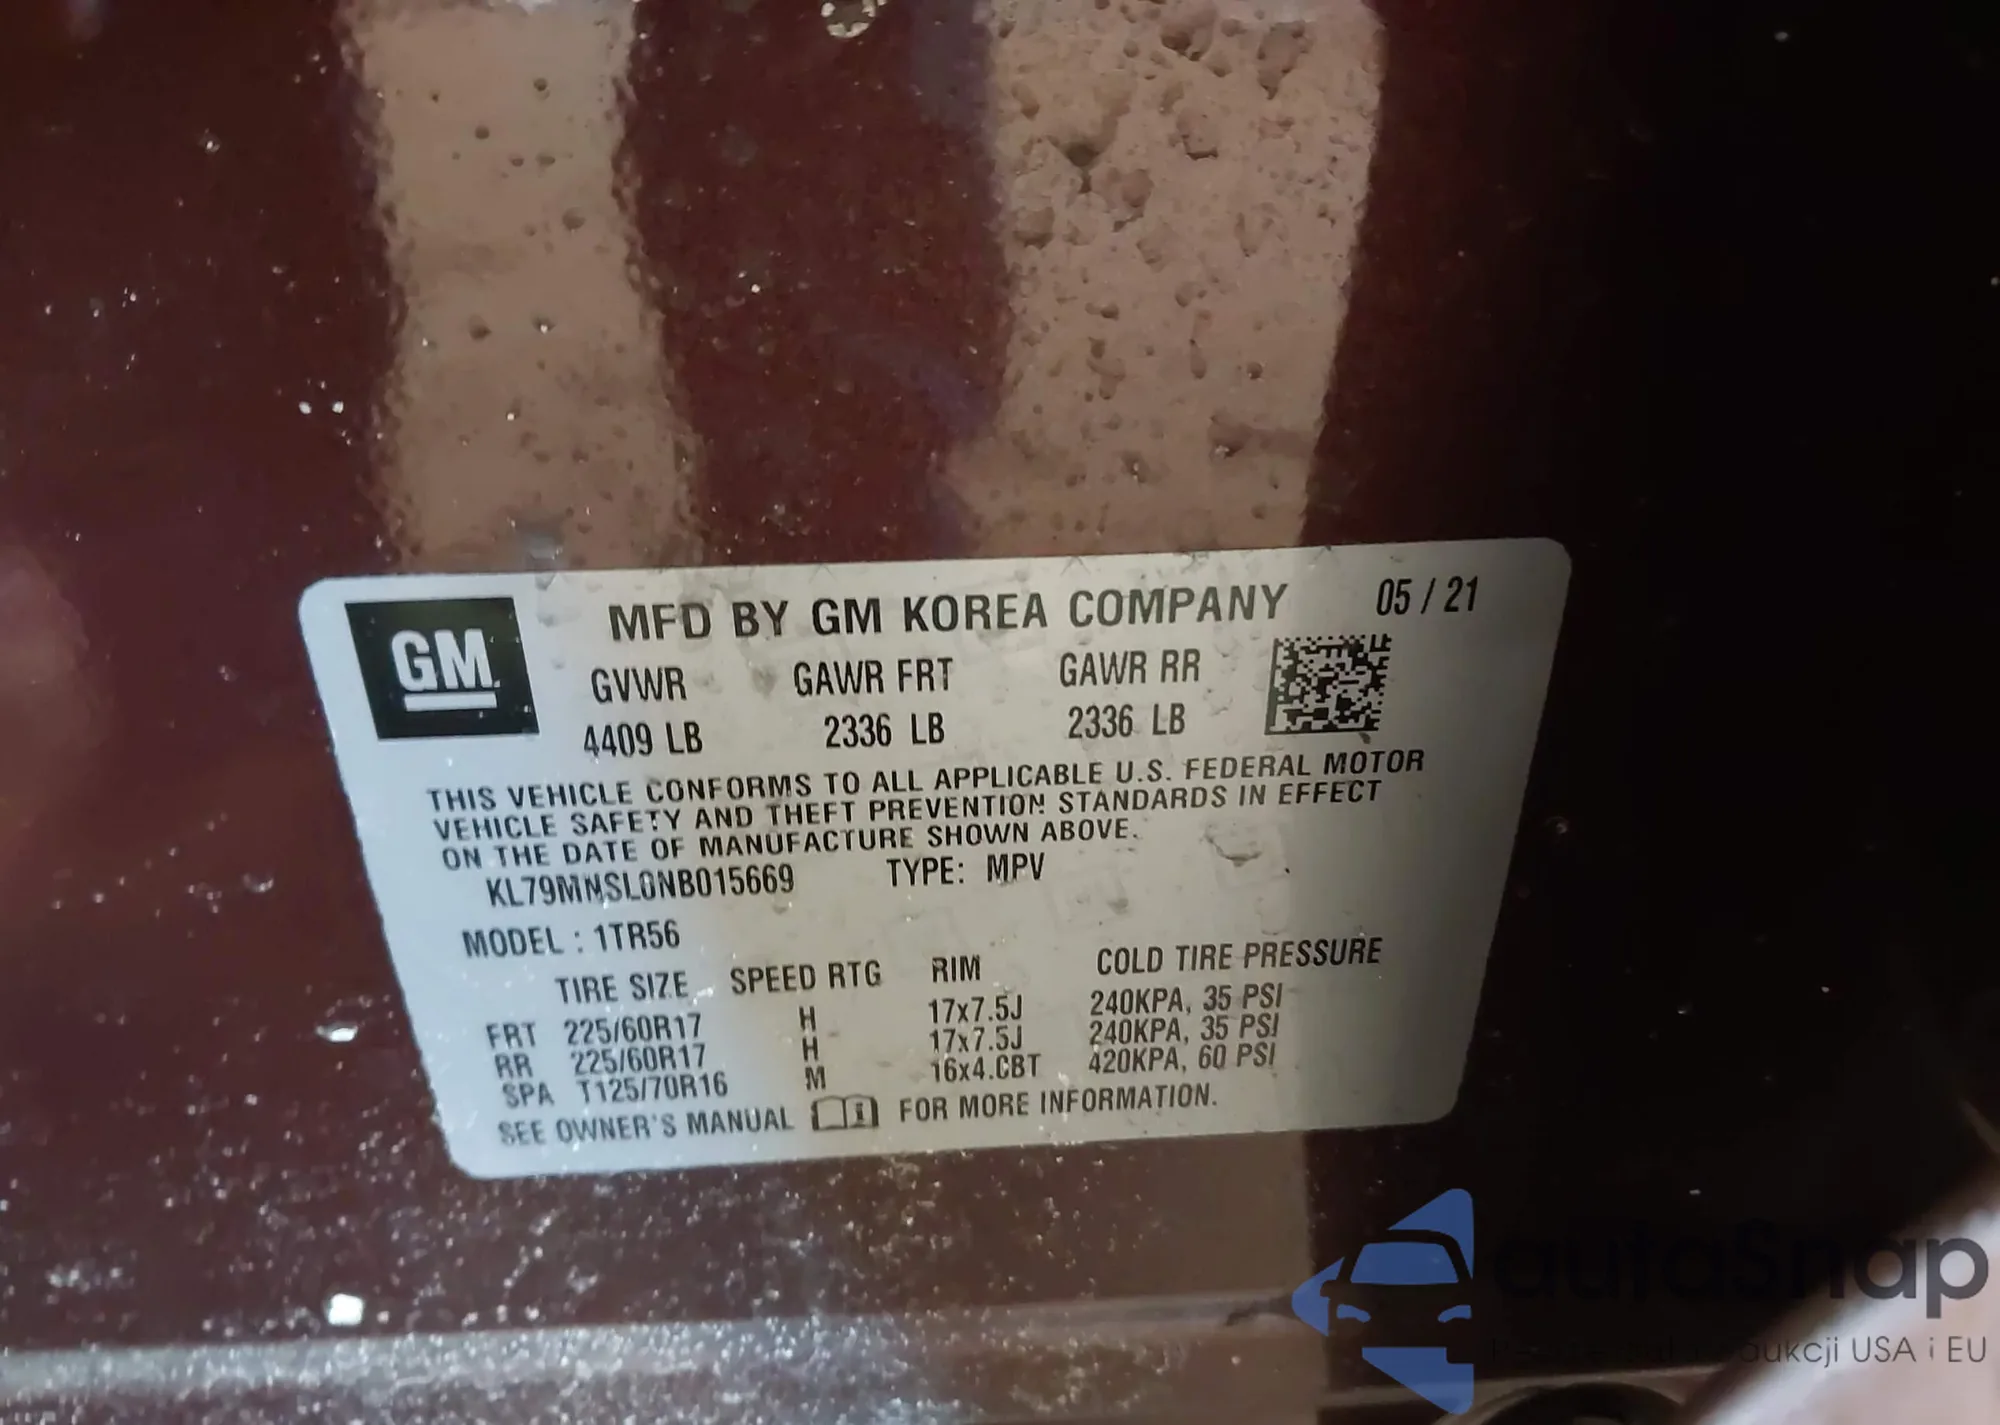 GM
MFD BY GM KOREA COMPANY 05 / 21
GVWR GAWR FRT GAWR RR
4409 LB 2336 LB 2336 LB
THIS VEHICLE CONFORMS TO ALL APPLICABLE U.S. FEDERAL MOTOR
VEHICLE SAFETY AND THEFT PREVENTION STANDARDS IN EFFECT
ON THE DATE OF MANUFACTURE SHOWN ABOVE.
KL79MNSL0NB015669 TYPE: MPV
MODEL : 1TR56
TIRE SIZE SPEED RTG RIM COLD TIRE PRESSURE
FRT 225/60R17 H 17x7.5J 240KPA, 35 PSI
RR 225/60R17 H 17x7.5J 240KPA, 35 PSI
SPA T125/70R16 M 16x4.CBT 420KPA, 60 PSI
SEE OWNER'S MANUAL FOR MORE INFORMATION.
autoSnap
USA i EU